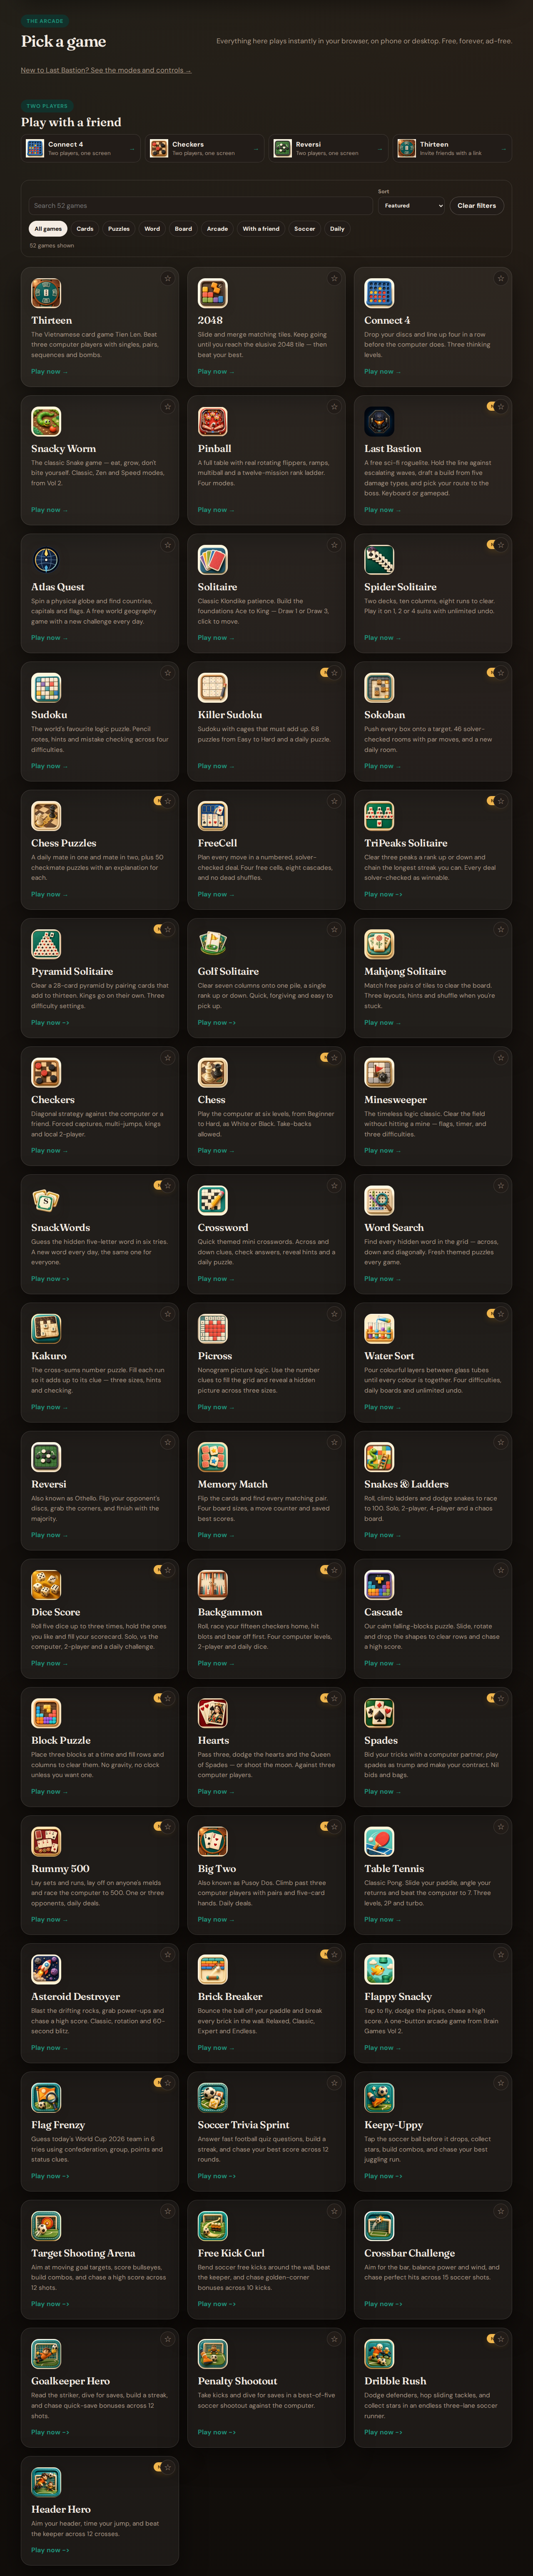 THE ARCADE
Pick a game
Everything here plays instantly in your browser, on phone or desktop. Free, forever, ad-free.
New to Last Bastion? See the modes and controls →
TWO PLAYERS
Play with a friend
Connect 4
Two players, one screen
→
Checkers
Two players, one screen
→
Reversi
Two players, one screen
→
Thirteen
Invite friends with a link
→
Sort
Search 52 games
Featured
Clear filters
All games
Cards
Puzzles
Word
Board
Arcade
With a friend
Soccer
Daily
52 games shown
Thirteen
The Vietnamese card game Tien Len. Beat
three computer players with singles, pairs,
sequences and bombs.
Play now →
2048
Slide and merge matching tiles. Keep going
until you reach the elusive 2048 tile — then
beat your best.
Play now →
Connect 4
Drop your discs and line up four in a row
before the computer does. Three thinking
levels.
Play now →
Snacky Worm
The classic Snake game — eat, grow, don't
bite yourself. Classic, Zen and Speed modes,
from Vol 2.
Play now →
Pinball
A full table with real rotating flippers, ramps,
multiball and a twelve-mission rank ladder.
Four modes.
Play now →
Last Bastion
A free sci-fi roguelite. Hold the line against
escalating waves, draft a build from five
damage types, and pick your route to the
boss. Keyboard or gamepad.
Play now →
Atlas Quest
Spin a physical globe and find countries,
capitals and flags. A free world geography
game with a new challenge every day.
Play now →
Solitaire
Classic Klondike patience. Build the
foundations Ace to King — Draw 1 or Draw 3,
click to move.
Play now →
Spider Solitaire
Two decks, ten columns, eight runs to clear.
Play it on 1, 2 or 4 suits with unlimited undo.
Play now →
Sudoku
The world's favourite logic puzzle. Pencil
notes, hints and mistake checking across four
difficulties.
Play now →
Killer Sudoku
Sudoku with cages that must add up. 68
puzzles from Easy to Hard and a daily puzzle.
Play now →
Sokoban
Push every box onto a target. 46 solver-
checked rooms with par moves, and a new
daily room.
Play now →
Chess Puzzles
A daily mate in one and mate in two, plus 50
checkmate puzzles with an explanation for
each.
Play now →
FreeCell
Plan every move in a numbered, solver-
checked deal. Four free cells, eight cascades,
and no dead shuffles.
Play now →
TriPeaks Solitaire
Clear three peaks a rank up or down and
chain the longest streak you can. Every deal
solver-checked as winnable.
Play now ->
Pyramid Solitaire
Clear a 28-card pyramid by pairing cards that
add to thirteen. Kings go on their own. Three
difficulty settings.
Play now ->
Golf Solitaire
Clear seven columns onto one pile, a single
rank up or down. Quick, forgiving and easy to
pick up.
Play now ->
Mahjong Solitaire
Match free pairs of tiles to clear the board.
Three layouts, hints and shuffle when you're
stuck.
Play now →
Checkers
Diagonal strategy against the computer or a
friend. Forced captures, multi-jumps, kings
and local 2-player.
Play now →
Chess
Play the computer at six levels, from Beginner
to Hard, as White or Black. Take-backs
allowed.
Play now →
Minesweeper
The timeless logic classic. Clear the field
without hitting a mine — flags, timer, and
three difficulties.
Play now →
SnackWords
Guess the hidden five-letter word in six tries.
A new word every day, the same one for
everyone.
Play now ->
Crossword
Quick themed mini crosswords. Across and
down clues, check answers, reveal hints and a
daily puzzle.
Play now →
Word Search
Find every hidden word in the grid — across,
down and diagonally. Fresh themed puzzles
every game.
Play now →
Kakuro
The cross-sums number puzzle. Fill each run
so it adds up to its clue — three sizes, hints
and checking.
Play now →
Picross
Nonogram picture logic. Use the number
clues to fill the grid and reveal a hidden
picture across three sizes.
Play now →
Water Sort
Pour colourful layers between glass tubes
until every colour is together. Four difficulties,
daily boards and unlimited undo.
Play now →
Reversi
Also known as Othello. Flip your opponent's
discs, grab the corners, and finish with the
majority.
Play now →
Memory Match
Flip the cards and find every matching pair.
Four board sizes, a move counter and saved
best scores.
Play now →
Snakes & Ladders
Roll, climb ladders and dodge snakes to race
to 100. Solo, 2-player, 4-player and a chaos
board.
Play now →
Dice Score
Roll five dice up to three times, hold the ones
you like and fill your scorecard. Solo, vs the
computer, 2-player and a daily challenge.
Play now →
Backgammon
Roll, race your fifteen checkers home, hit
blots and bear off first. Four computer levels,
2-player and daily dice.
Play now →
Cascade
Our calm falling-blocks puzzle. Slide, rotate
and drop the shapes to clear rows and chase
a high score.
Play now →
Block Puzzle
Place three blocks at a time and fill rows and
columns to clear them. No gravity, no clock
unless you want one.
Play now →
Hearts
Pass three, dodge the hearts and the Queen
of Spades — or shoot the moon. Against three
computer players.
Play now →
Spades
Bid your tricks with a computer partner, play
spades as trump and make your contract. Nil
bids and bags.
Play now →
Rummy 500
Lay sets and runs, lay off on anyone's melds
and race the computer to 500. One or three
opponents, daily deals.
Play now →
Big Two
Also known as Pusoy Dos. Climb past three
computer players with pairs and five-card
hands. Daily deals.
Play now →
Table Tennis
Classic Pong. Slide your paddle, angle your
returns and beat the computer to 7. Three
levels, 2P and turbo.
Play now →
Asteroid Destroyer
Blast the drifting rocks, grab power-ups and
chase a high score. Classic, rotation and 60-
second blitz.
Play now →
Brick Breaker
Bounce the ball off your paddle and break
every brick in the wall. Relaxed, Classic,
Expert and Endless.
Play now →
Flappy Snacky
Tap to fly, dodge the pipes, chase a high
score. A one-button arcade game from Brain
Games Vol 2.
Play now →
Flag Frenzy
Guess today's World Cup 2026 team in 6
tries using confederation, group, points and
status clues.
Play now ->
Soccer Trivia Sprint
Answer fast football quiz questions, build a
streak, and chase your best score across 12
rounds.
Play now ->
Keepy-Uppy
Tap the soccer ball before it drops, collect
stars, build combos, and chase your best
juggling run.
Play now ->
Target Shooting Arena
Aim at moving goal targets, score bullseyes,
build combos, and chase a high score across
12 shots.
Play now ->
Free Kick Curl
Bend soccer free kicks around the wall, beat
the keeper, and chase golden-corner
bonuses across 10 kicks.
Play now ->
Crossbar Challenge
Aim for the bar, balance power and wind, and
chase perfect hits across 15 soccer shots.
Play now ->
Goalkeeper Hero
Read the striker, dive for saves, build a streak,
and chase quick-save bonuses across 12
shots.
Play now ->
Penalty Shootout
Take kicks and dive for saves in a best-of-five
soccer shootout against the computer.
Play now ->
Dribble Rush
Dodge defenders, hop sliding tackles, and
collect stars in an endless three-lane soccer
runner.
Play now ->
Header Hero
Aim your header, time your jump, and beat
the keeper across 12 crosses.
Play now ->